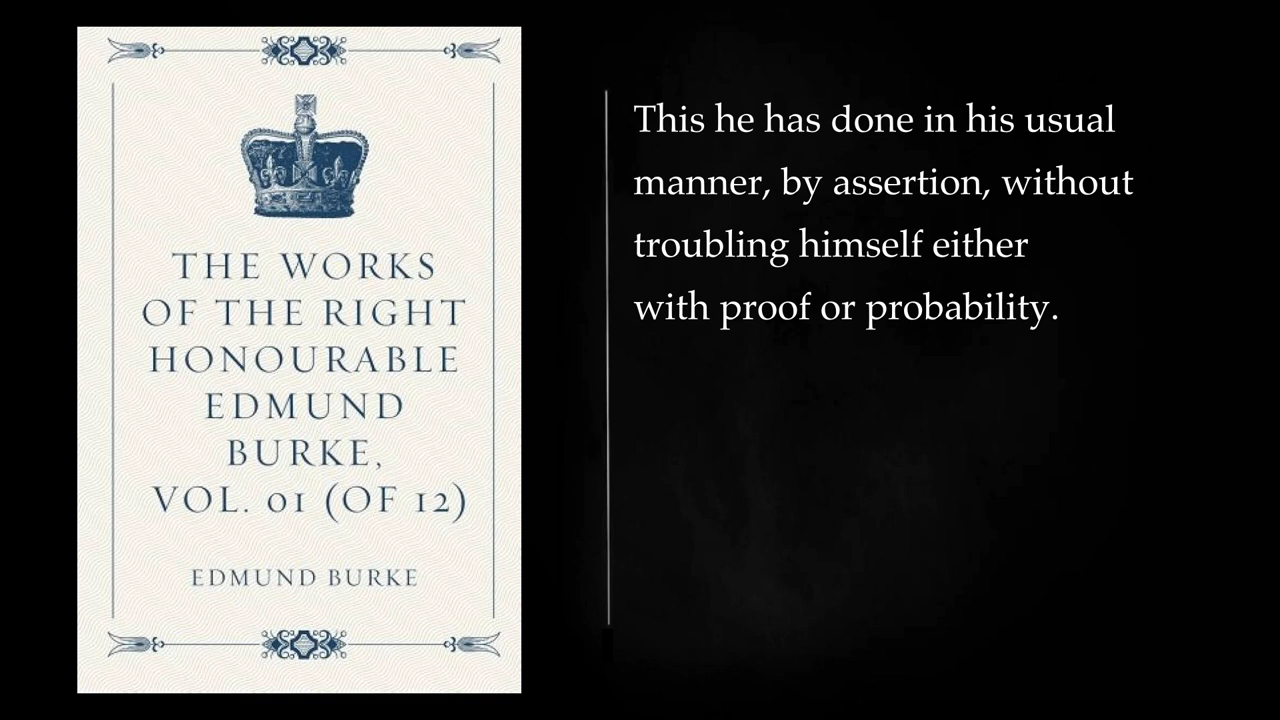 THE WORKS
OF THE RIGHT
HONOURABLE
EDMUND
BURKE,
VOL. 01 (OF 12)
EDMUND BURKE
This he has done in his usual
manner, by assertion, without
troubling himself either
with proof or probability.